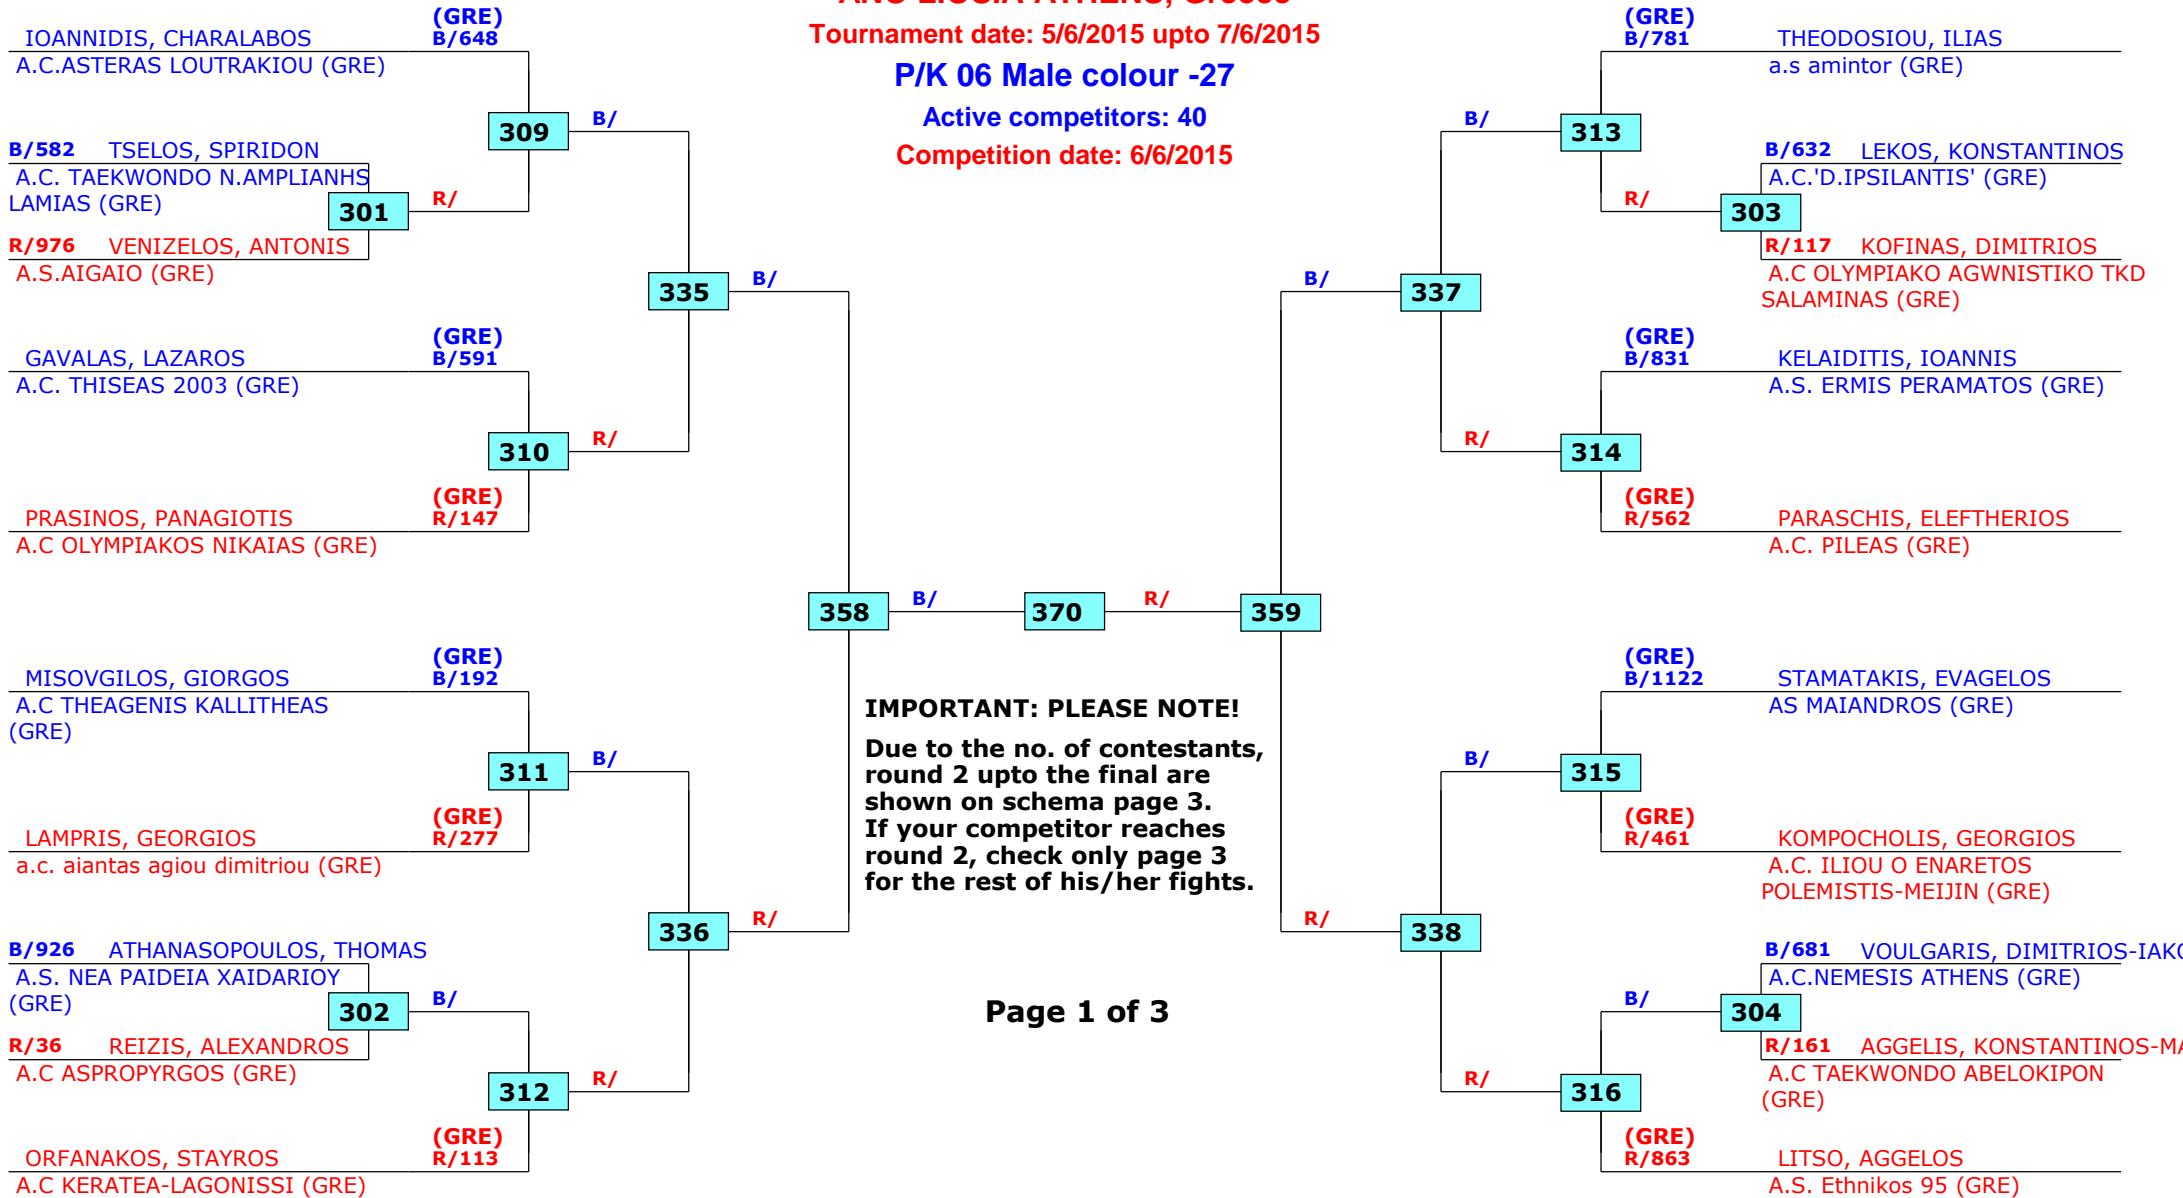 ANO LIOSIA ATHENS, Greece
Tournament date: 5/6/2015 upto 7/6/2015
P/K 06 Male colour -27
Active competitors: 40
Competition date: 6/6/2015
(GRE)
IOANNIDIS, CHARALABOS B/648
A.C.ASTERAS LOUTRAKIOU (GRE)
309 B/
B/582 TSELOS, SPIRIDON
A.C. TAEKWONDO N.AMPLIANHS
LAMIAS (GRE)
301 R/
R/976 VENIZELOS, ANTONIS
A.S.AIGAIO (GRE)
335 B/
(GRE)
GAVALAS, LAZAROS B/591
A.C. THISEAS 2003 (GRE)
310 R/
(GRE)
PRASINOS, PANAGIOTIS R/147
A.C OLYMPIAKOS NIKAIAS (GRE)
358 B/ 370 R/ 359
(GRE)
MISOVGILOS, GIORGOS B/192
A.C THEAGENIS KALLITHEAS
(GRE)
311 B/
(GRE)
LAMPRIS, GEORGIOS R/277
a.c. aiantas agiou dimitriou (GRE)
336 R/
B/926 ATHANASOPOULOS, THOMAS
A.S. NEA PAIDEIA XAIDARIOY
(GRE)
302 B/
R/36 REIZIS, ALEXANDROS
A.C ASPROPYRGOS (GRE)
312 R/
(GRE)
ORFANAKOS, STAYROS R/113
A.C KERATEA-LAGONISSI (GRE)
IMPORTANT: PLEASE NOTE!
Due to the no. of contestants,
round 2 upto the final are
shown on schema page 3.
If your competitor reaches
round 2, check only page 3
for the rest of his/her fights.
Page 1 of 3
(GRE)
B/781 THEODOSIOU, ILIAS
a.s amintor (GRE)
B/ 313
B/632 LEKOS, KONSTANTINOS
A.C.'D.IPSILANTIS' (GRE)
R/ 303
R/117 KOFINAS, DIMITRIOS
A.C OLYMPIAKO AGWNISTIKO TKD
SALAMINAS (GRE)
B/ 337
(GRE)
B/831 KELAIDITIS, IOANNIS
A.S. ERMIS PERAMATOS (GRE)
R/ 314
(GRE)
R/562 PARASCHIS, ELEFTHERIOS
A.C. PILEAS (GRE)
(GRE)
B/1122 STAMATAKIS, EVAGELOS
AS MAIANDROS (GRE)
B/ 315
(GRE)
R/461 KOMPOCHOLIS, GEORGIOS
A.C. ILIOU O ENARETOS
POLEMISTIS-MEIJIN (GRE)
R/ 338
B/681 VOULGARIS, DIMITRIOS-IAKO
A.C.NEMESIS ATHENS (GRE)
B/ 304
R/161 AGGELIS, KONSTANTINOS-MA
A.C TAEKWONDO ABELOKIPON
(GRE)
R/ 316
(GRE)
R/863 LITSO, AGGELOS
A.S. Ethnikos 95 (GRE)